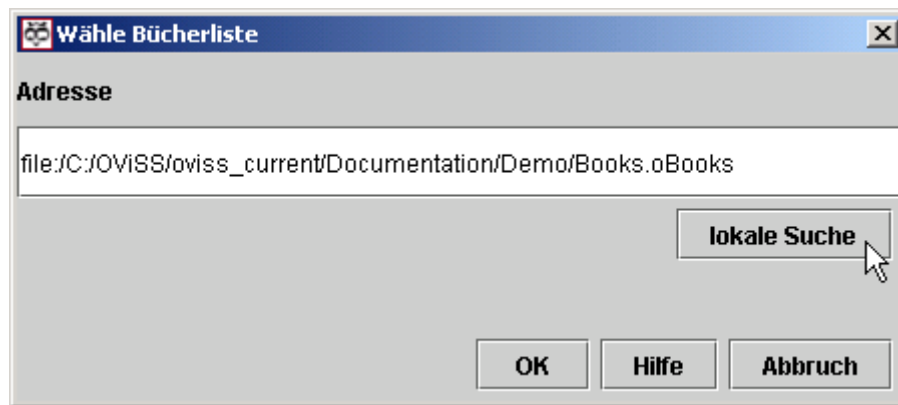 Wähle Bücherliste
Adresse
file:/C:/OViSS/oviss_current/Documentation/Demo/Books.oBooks
lokale Suche
OK Hilfe Abbruch